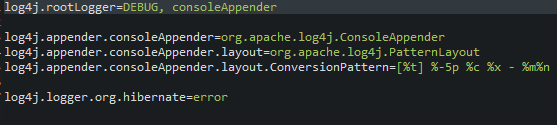 log4j.rootLogger=DEBUG, consoleAppender
log4j.appender.consoleAppender=org.apache.log4j.ConsoleAppender
log4j.appender.consoleAppender.layout=org.apache.log4j.PatternLayout
log4j.appender.consoleAppender.layout.ConversionPattern=[%t] %-5p %c %x - %m%n
log4j.logger.org.hibernate=error